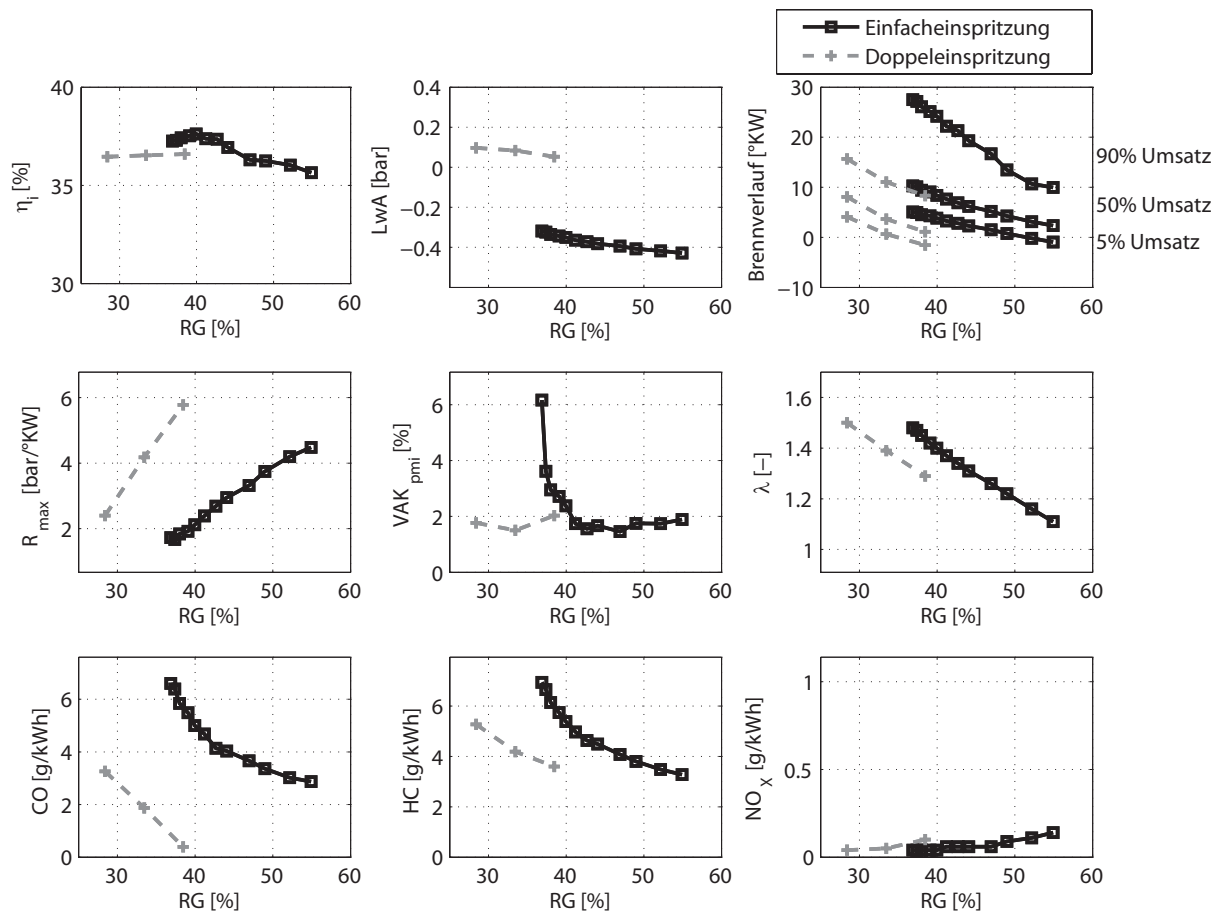 Einfacheinspritzung
Doppeleinspritzung
40
35
30
η_i [%]
30 40 50 60
RG [%]
0.4
0.2
0
−0.2
−0.4
LwA [bar]
30 40 50 60
RG [%]
30
20
10
0
−10
Brennverlauf [°KW]
90% Umsatz
50% Umsatz
5% Umsatz
30 40 50 60
RG [%]
6
4
2
R_max [bar/°KW]
30 40 50 60
RG [%]
6
4
2
0
VAK_pmi [%]
30 40 50 60
RG [%]
1.6
1.4
1.2
1
λ [−]
30 40 50 60
RG [%]
6
4
2
0
CO [g/kWh]
30 40 50 60
RG [%]
6
4
2
0
HC [g/kWh]
30 40 50 60
RG [%]
1
0.5
0
NO_X [g/kWh]
30 40 50 60
RG [%]